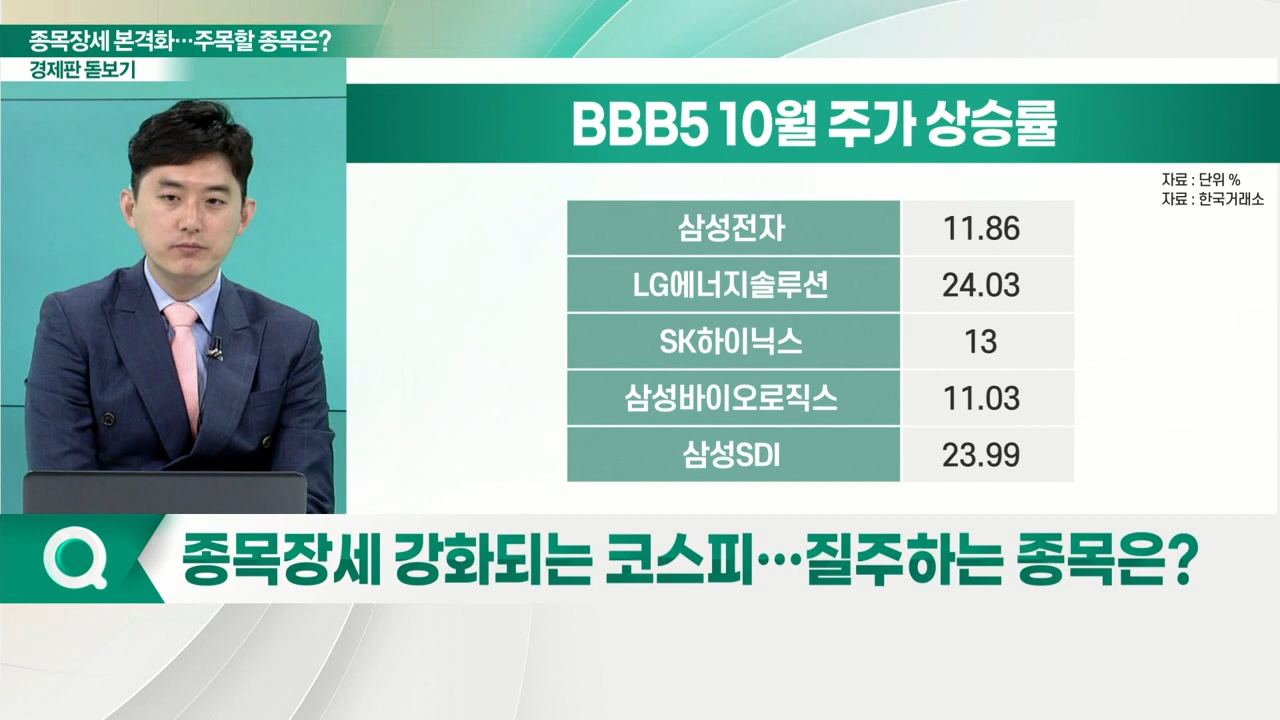 종목장세 본격화…주목할 종목은?
경제판 돋보기
BBB5 10월 주가 상승률
자료 : 단위 %
자료 : 한국거래소
삼성전자 11.86
LG에너지솔루션 24.03
SK하이닉스 13
삼성바이오로직스 11.03
삼성SDI 23.99
종목장세 강화되는 코스피…질주하는 종목은?